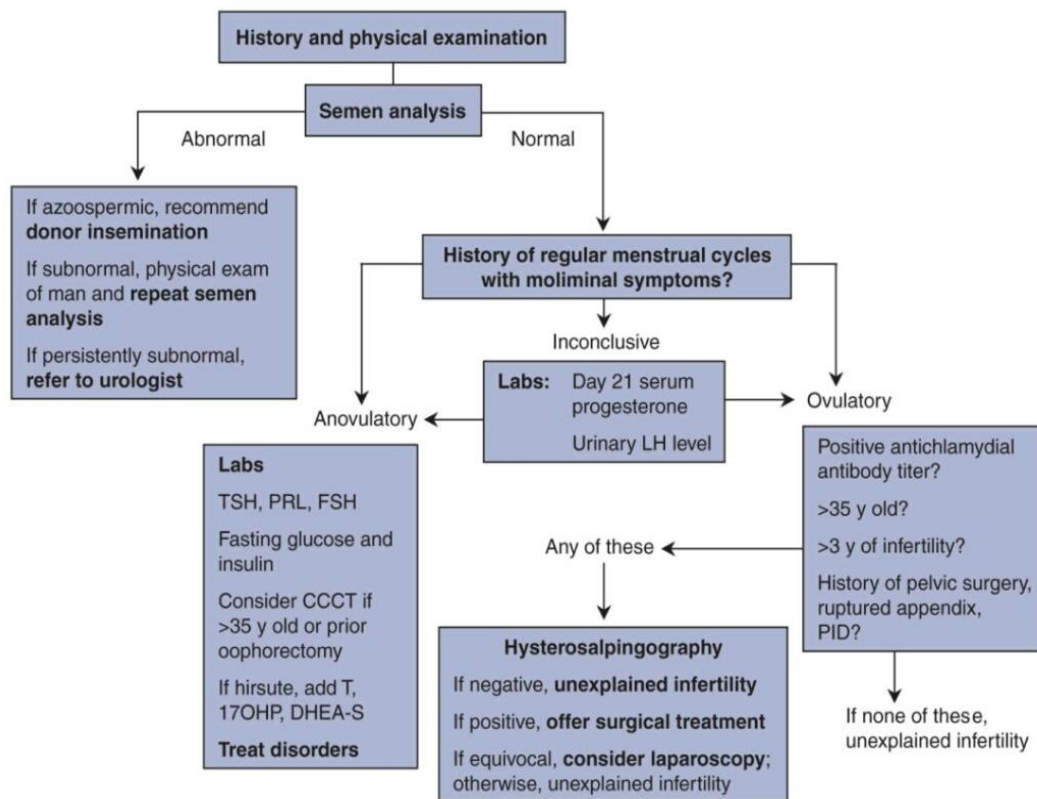 History and physical examination
Semen analysis
Abnormal
Normal
If azoospermic, recommend
donor insemination
If subnormal, physical exam
of man and repeat semen
analysis
If persistently subnormal,
refer to urologist
History of regular menstrual cycles
with moliminal symptoms?
Inconclusive
Labs: Day 21 serum
progesterone
Urinary LH level
Anovulatory
Ovulatory
Labs
TSH, PRL, FSH
Fasting glucose and
insulin
Consider CCCT if
>35 y old or prior
oophorectomy
If hirsute, add T,
17OHP, DHEA-S
Treat disorders
Positive antichlamydial
antibody titer?
>35 y old?
>3 y of infertility?
History of pelvic surgery,
ruptured appendix,
PID?
Any of these
Hysterosalpingography
If negative, unexplained infertility
If positive, offer surgical treatment
If equivocal, consider laparoscopy;
otherwise, unexplained infertility
If none of these,
unexplained infertility